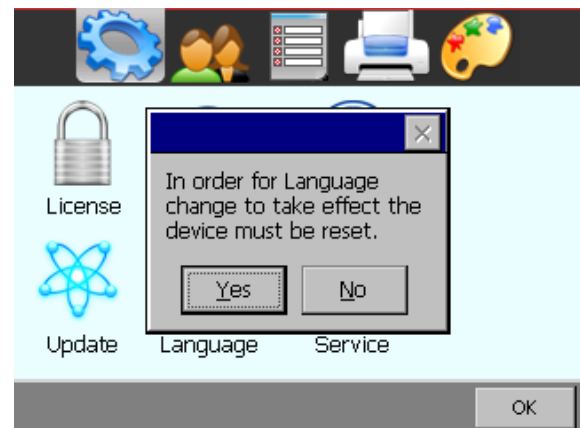 In order for Language
change to take effect the
device must be reset.
Yes
No
License
Update
Language
Service
OK